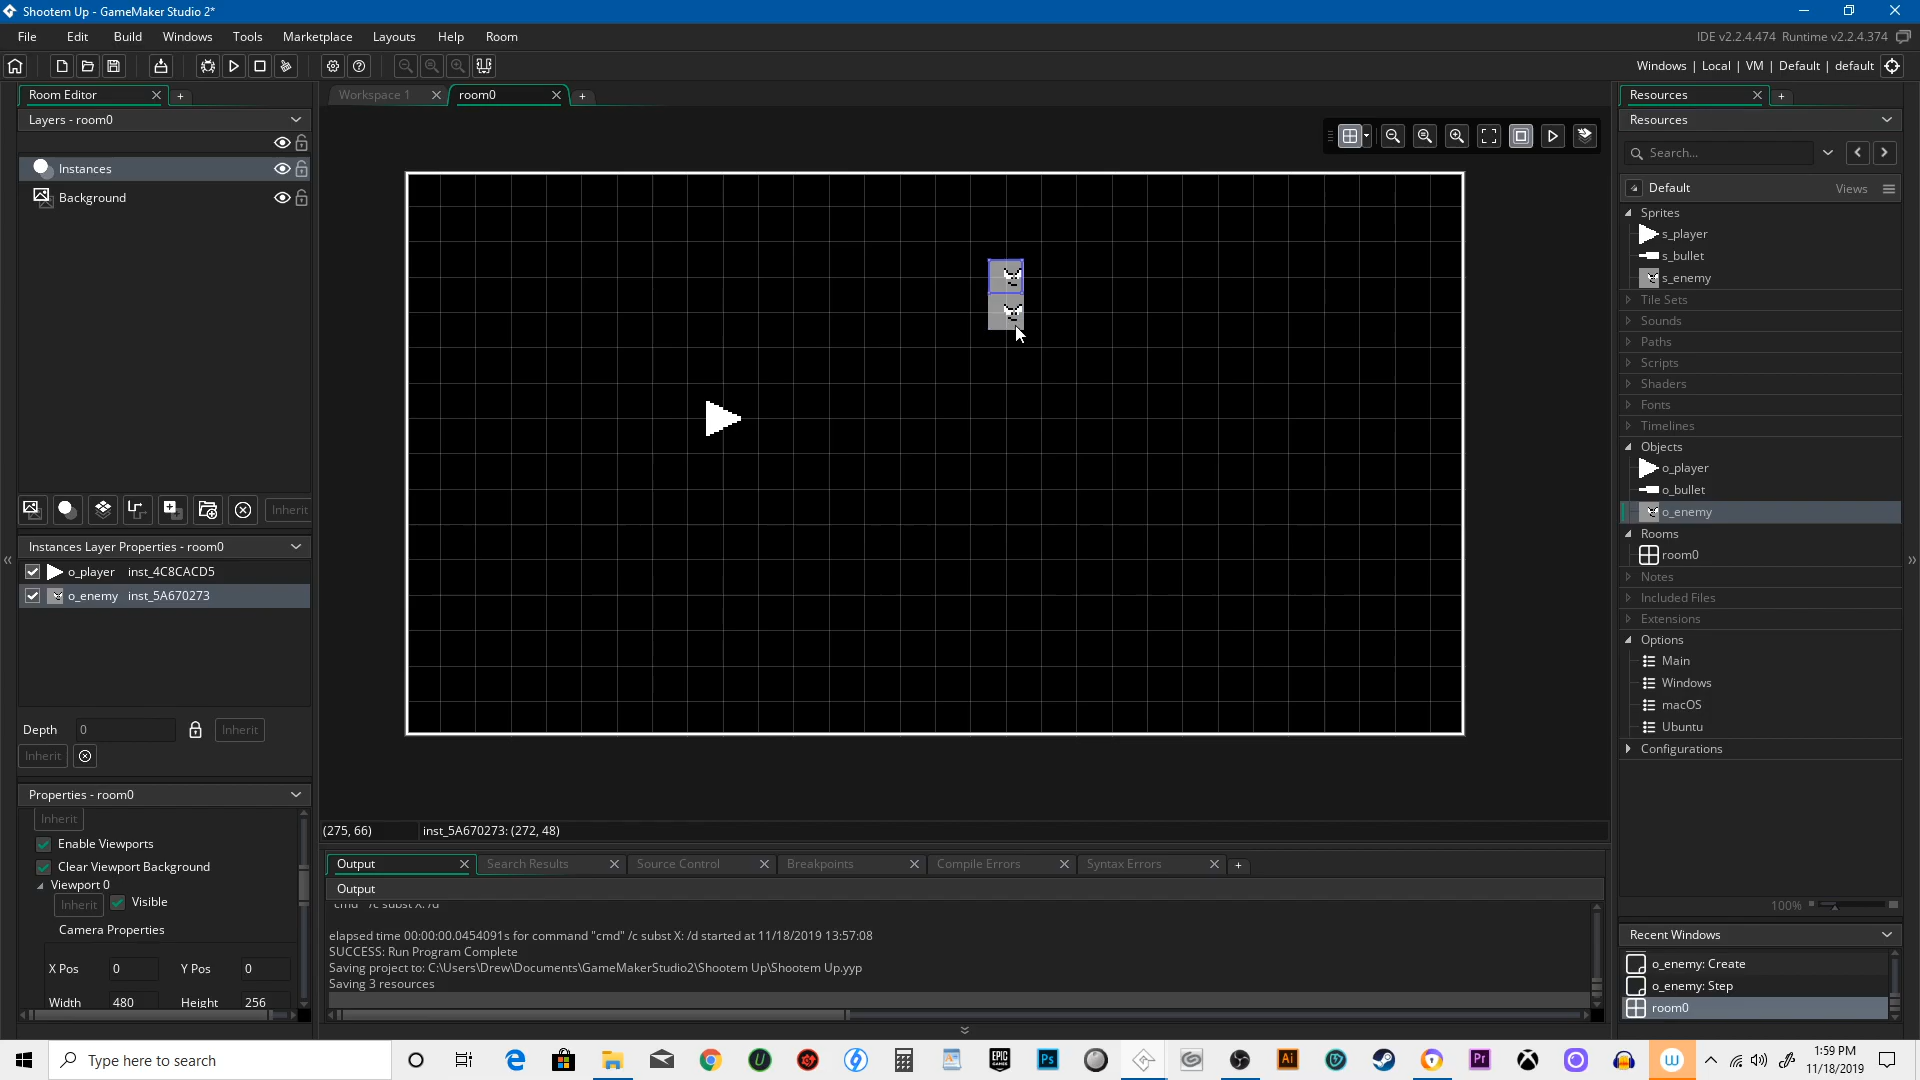 Shootem Up - GameMaker Studio 2*
File Edit Build Windows Tools Marketplace Layouts Help Room
IDE v2.2.4.474 Runtime v2.2.4.374
Windows | Local | VM | Default | default
Room Editor
Workspace 1
room0
Resources
Layers - room0
Resources
Search...
Instances
Background
Default
Views
Sprites
s_player
s_bullet
s_enemy
Tile Sets
Sounds
Paths
Scripts
Shaders
Fonts
Timelines
Objects
o_player
o_bullet
o_enemy
Rooms
room0
Notes
Included Files
Extensions
Options
Main
Windows
macOS
Ubuntu
Configurations
100%
Inherit
Instances Layer Properties - room0
o_player inst_4C8CACD5
o_enemy inst_5A670273
Depth 0 Inherit
Inherit
Properties - room0
Inherit
Enable Viewports
Clear Viewport Background
Viewport 0
Inherit Visible
Camera Properties
X Pos 0 Y Pos 0
Width 480 Height 256
(275, 66) inst_5A670273: (272, 48)
Output Search Results Source Control Breakpoints Compile Errors Syntax Errors
Output
"cmd" /c subst X: /d
elapsed time 00:00:00.0454091s for command "cmd" /c subst X: /d started at 11/18/2019 13:57:08
SUCCESS: Run Program Complete
Saving project to: C:\Users\Drew\Documents\GameMakerStudio2\Shootem Up\Shootem Up.yyp
Saving 3 resources
Recent Windows
o_enemy: Create
o_enemy: Step
room0
Type here to search
1:59 PM
11/18/2019